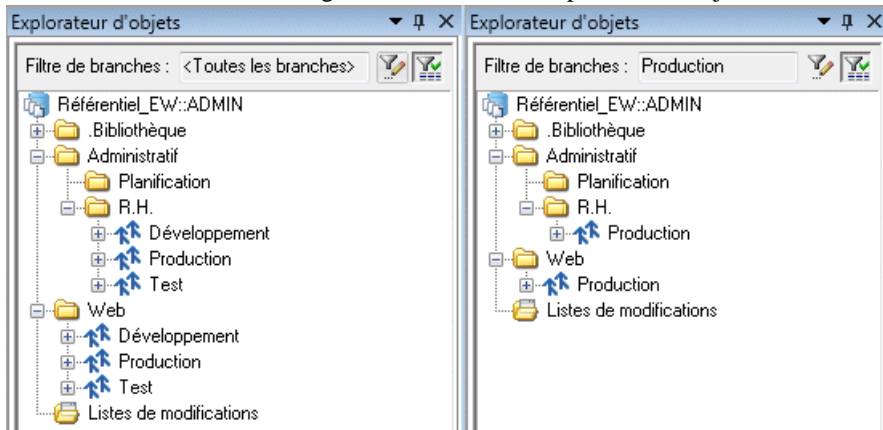 Explorateur d'objets
Filtre de branches : <Toutes les branches>
Référentiel_EW::ADMIN
.Bibliothèque
Administratif
Planification
R.H.
Développement
Production
Test
Web
Développement
Production
Test
Listes de modifications
Explorateur d'objets
Filtre de branches : Production
Référentiel_EW::ADMIN
.Bibliothèque
Administratif
Planification
R.H.
Production
Web
Production
Listes de modifications